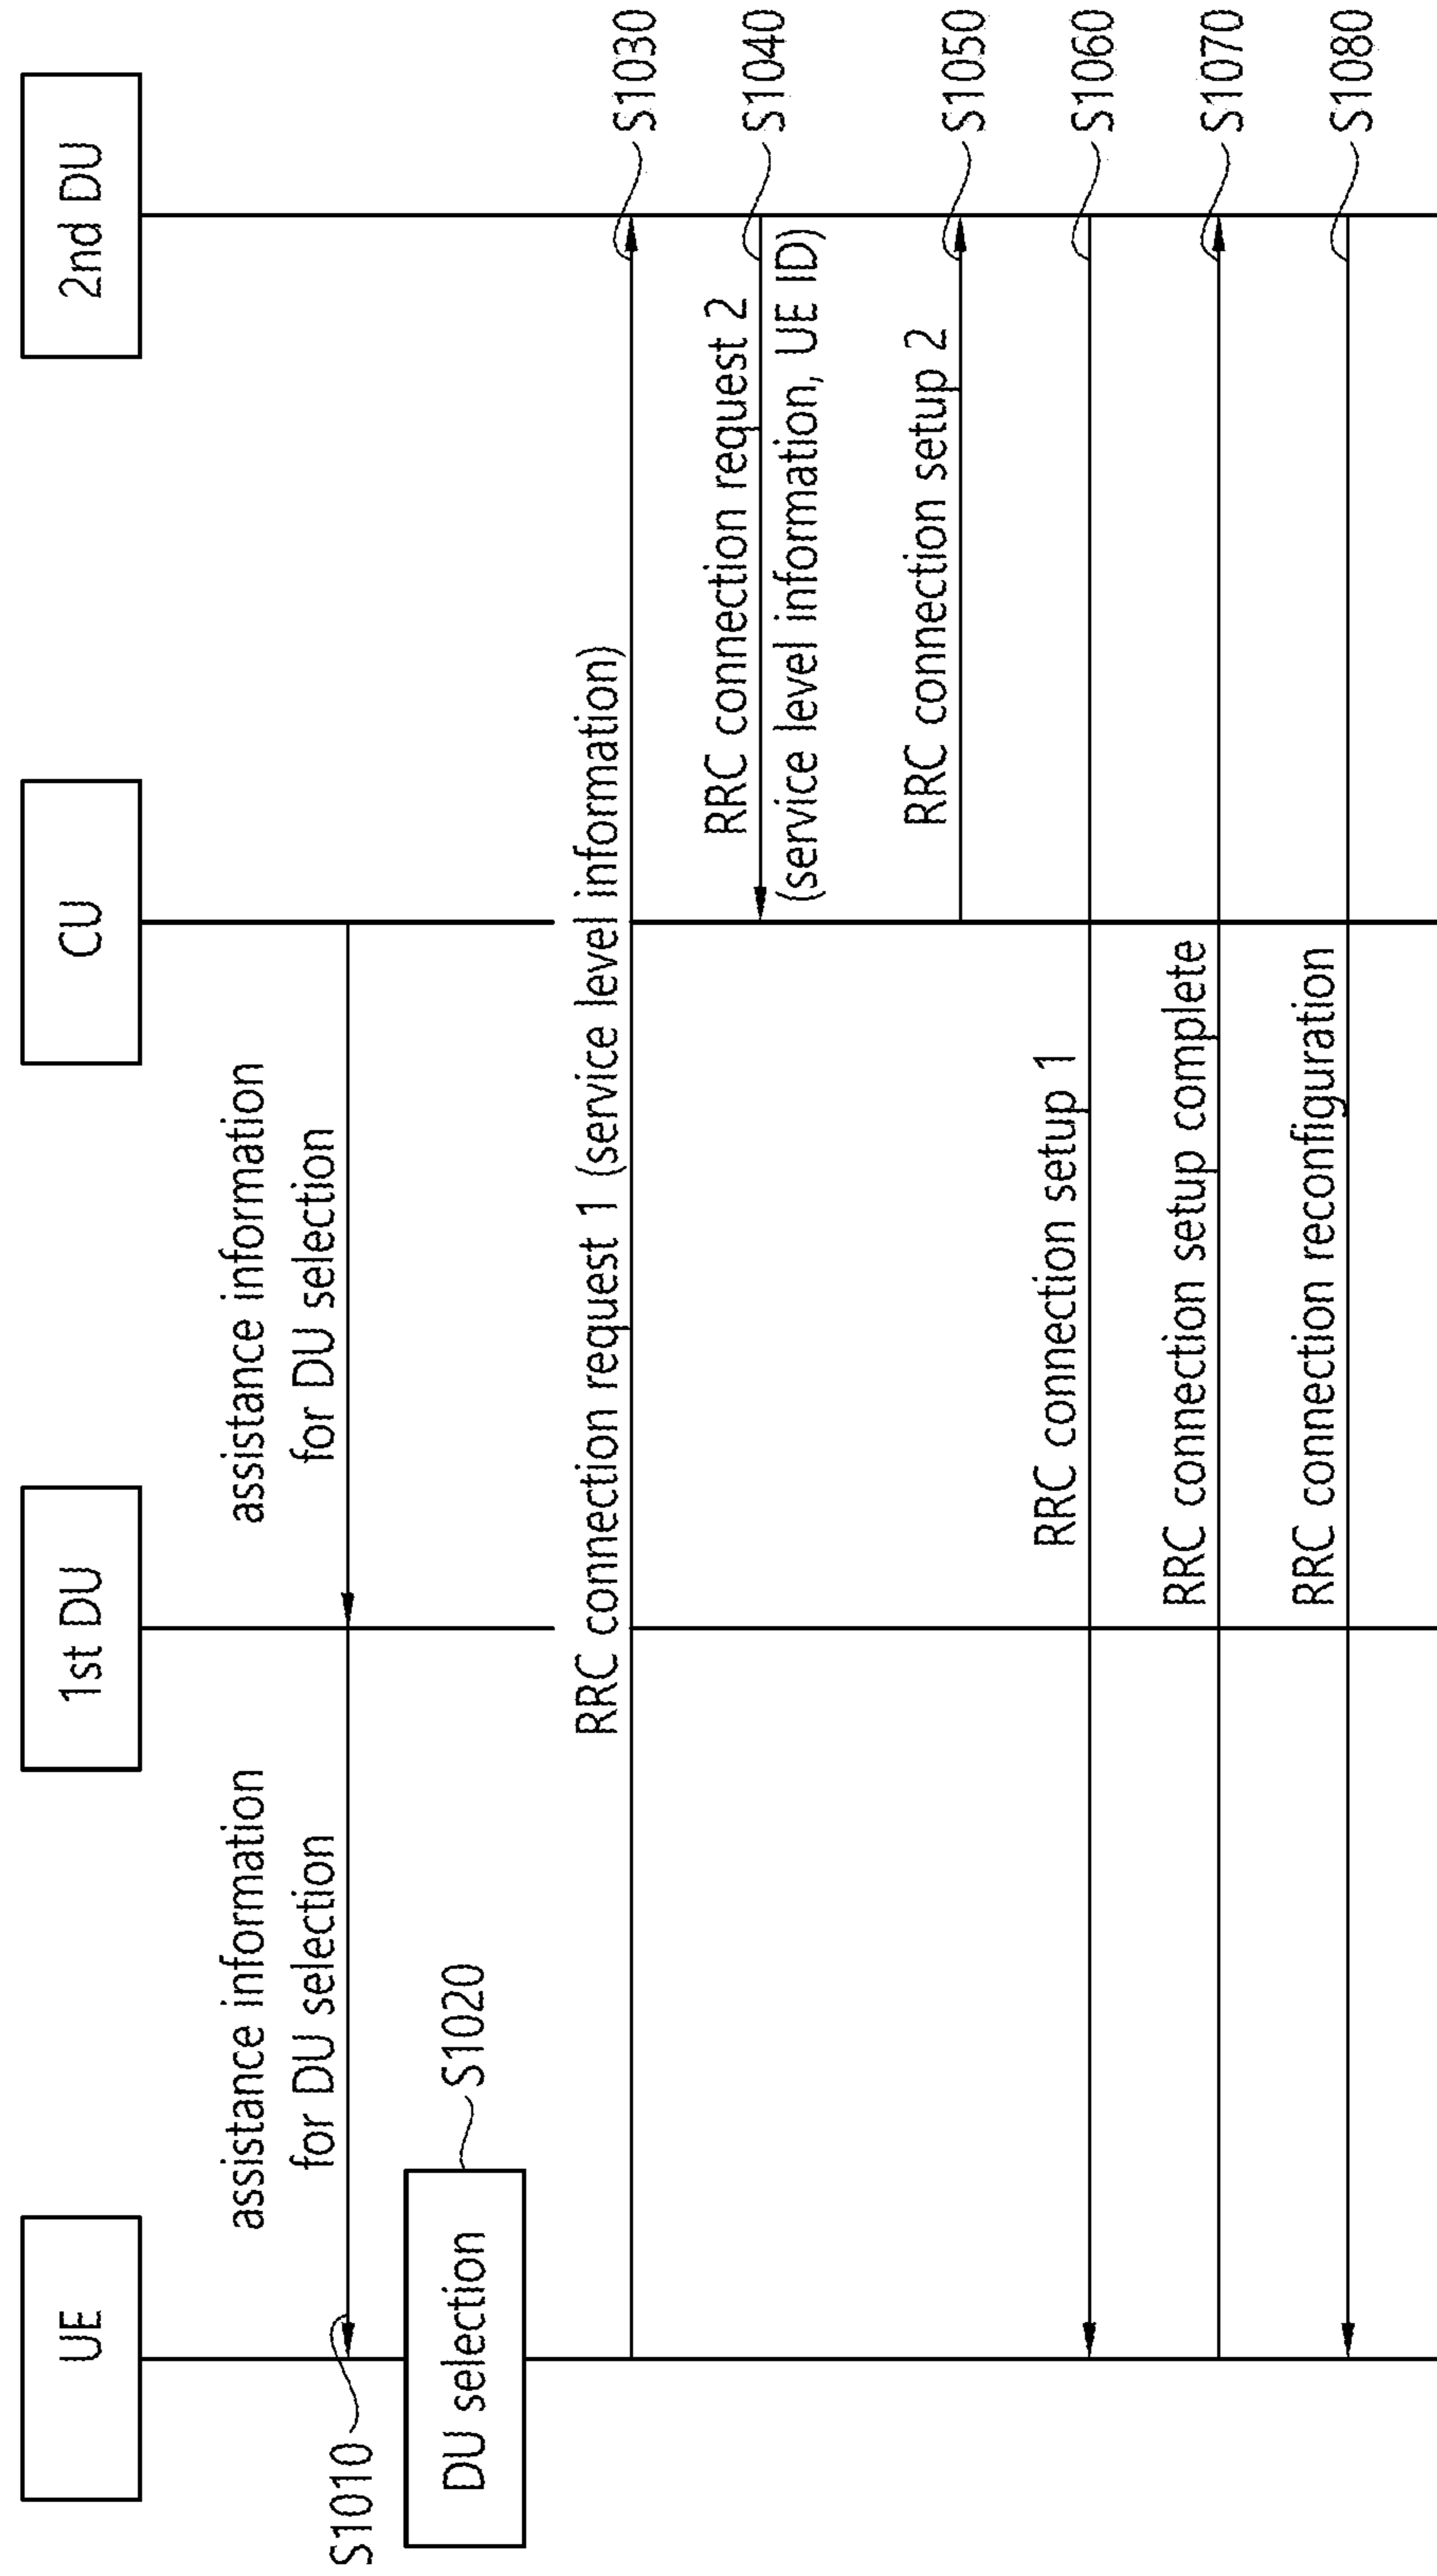 UE
1st DU
CU
2nd DU
assistance information
for DU selection
assistance information
for DU selection
S1010
DU selection
S1020
RRC connection request 1 (service level information)
S1030
RRC connection request 2
S1040
(service level information, UE ID)
RRC connection setup 2
S1050
RRC connection setup 1
S1060
RRC connection setup complete
S1070
RRC connection reconfiguration
S1080